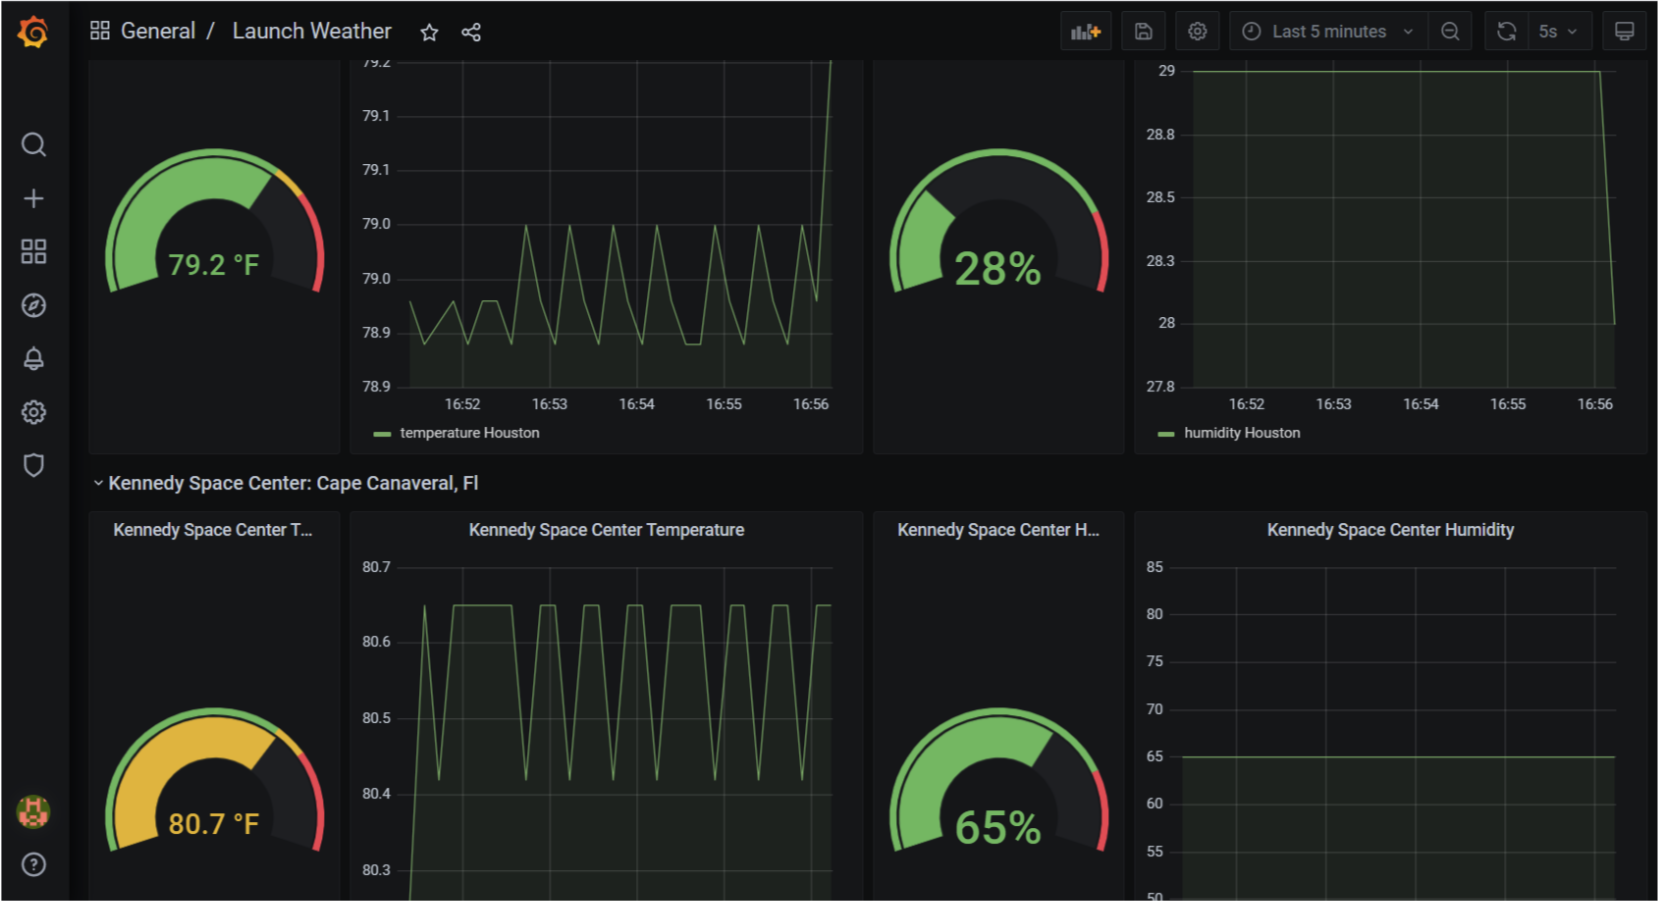 General / Launch Weather
Last 5 minutes
5s
79.2
79.1
79.1
79.0
79.0
78.9
78.9
16:52 16:53 16:54 16:55 16:56
temperature Houston
79.2 °F
28%
29
28.8
28.5
28.3
28
27.8
16:52 16:53 16:54 16:55 16:56
humidity Houston
Kennedy Space Center: Cape Canaveral, Fl
Kennedy Space Center T...
80.7 °F
Kennedy Space Center Temperature
80.7
80.6
80.5
80.4
80.3
Kennedy Space Center H...
65%
Kennedy Space Center Humidity
85
80
75
70
65
60
55
50